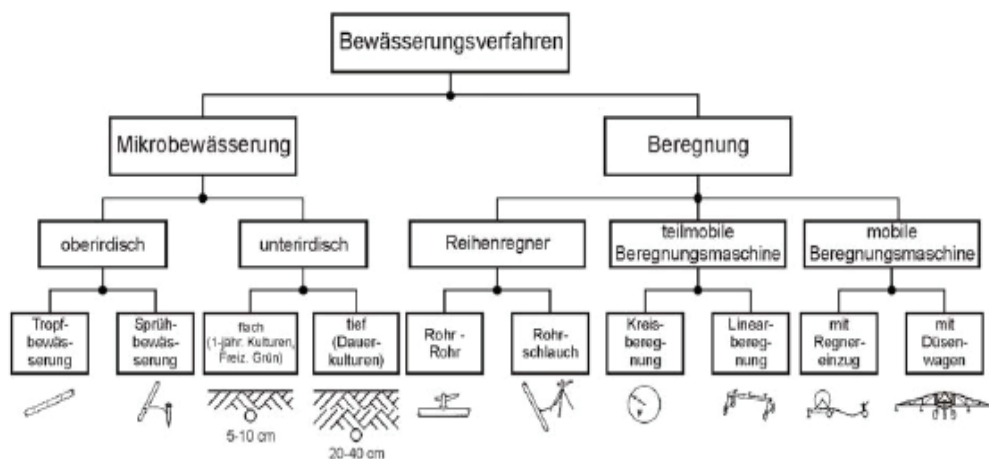 Bewässerungsverfahren
Mikrobewässerung
Beregnung
oberirdisch
unterirdisch
Reihenregner
teilmobile
Beregnungsmaschine
mobile
Beregnungsmaschine
Tropf-
bewäs-
serung
Sprüh-
bewäs-
serung
flach
(1-jähr. Kulturen,
Freiz. Grün)
tief
(Dauer-
kulturen)
Rohr -
Rohr
Rohr-
schlauch
Kreis-
bereg-
nung
Linear-
bereg-
nung
mit
Regner-
einzug
mit
Düsen-
wagen
5-10 cm
20-40 cm